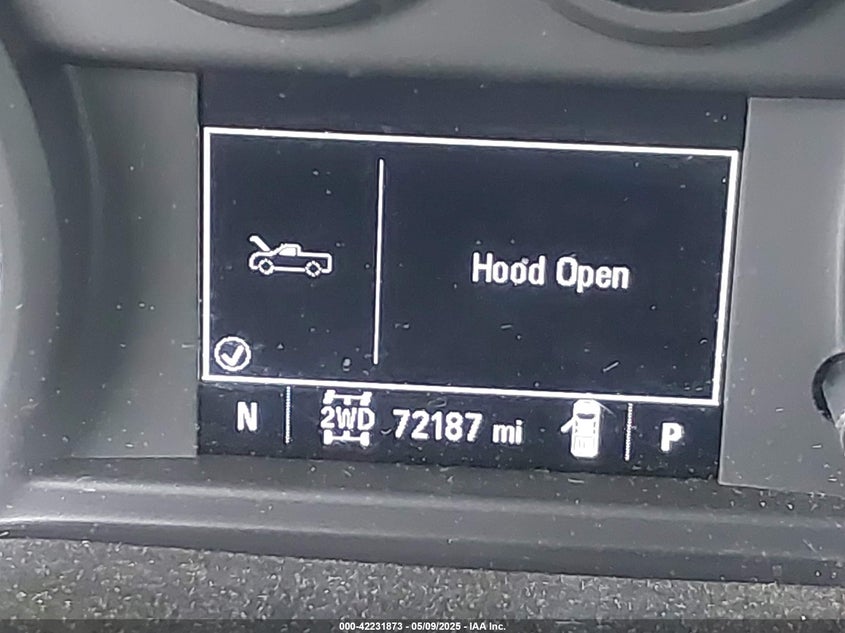 Hood Open
N 2WD 72187 mi P
000-42231873 - 05/09/2025 - IAA Inc.